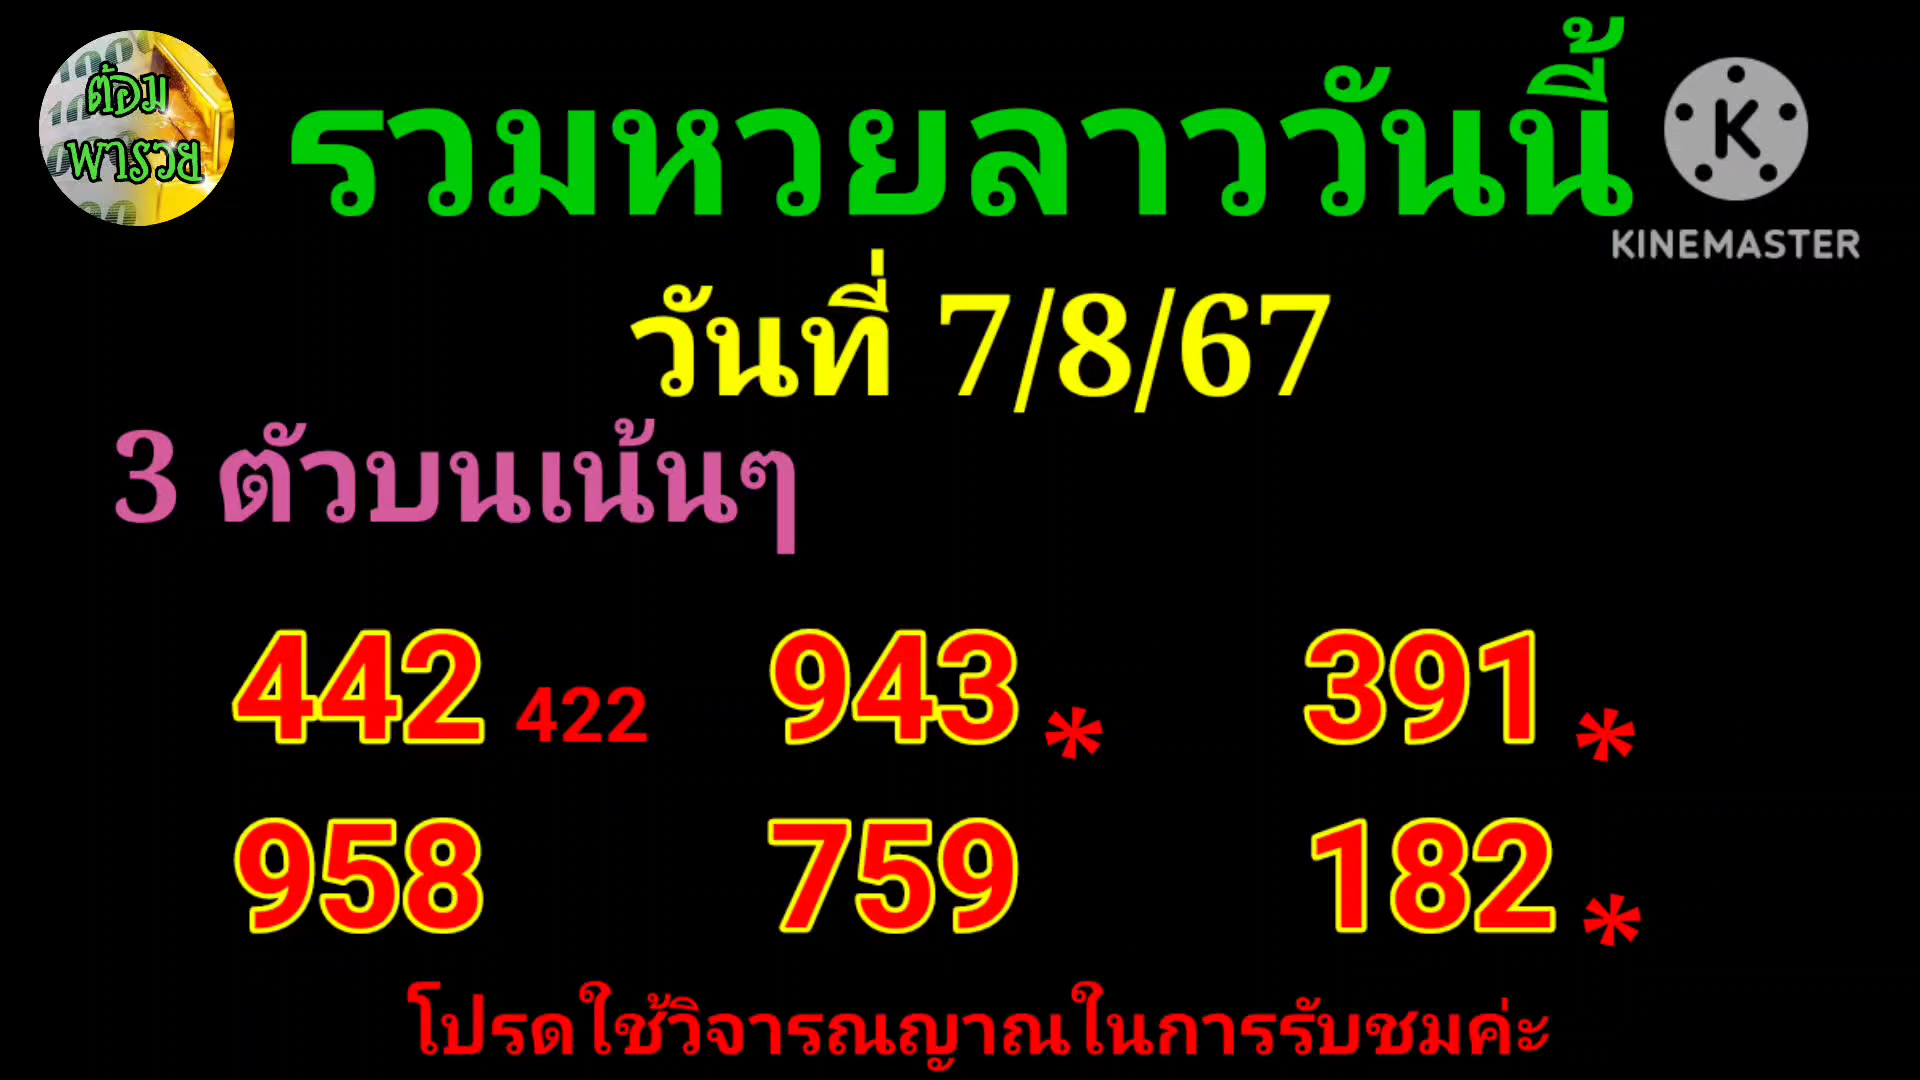 ต้อม
พารวย
รวมหวยลาววันนี้
KINEMASTER
วันที่ 7/8/67
3 ตัวบนเน้นๆ
442 422 943 * 391 *
958 759 182 *
โปรดใช้วิจารณญาณในการรับชมค่ะ